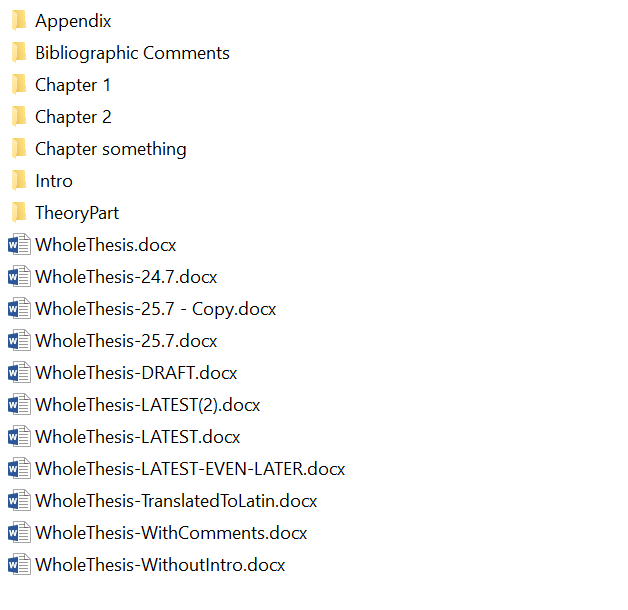 Appendix
Bibliographic Comments
Chapter 1
Chapter 2
Chapter something
Intro
TheoryPart
WholeThesis.docx
WholeThesis-24.7.docx
WholeThesis-25.7 - Copy.docx
WholeThesis-25.7.docx
WholeThesis-DRAFT.docx
WholeThesis-LATEST(2).docx
WholeThesis-LATEST.docx
WholeThesis-LATEST-EVEN-LATER.docx
WholeThesis-TranslatedToLatin.docx
WholeThesis-WithComments.docx
WholeThesis-WithoutIntro.docx